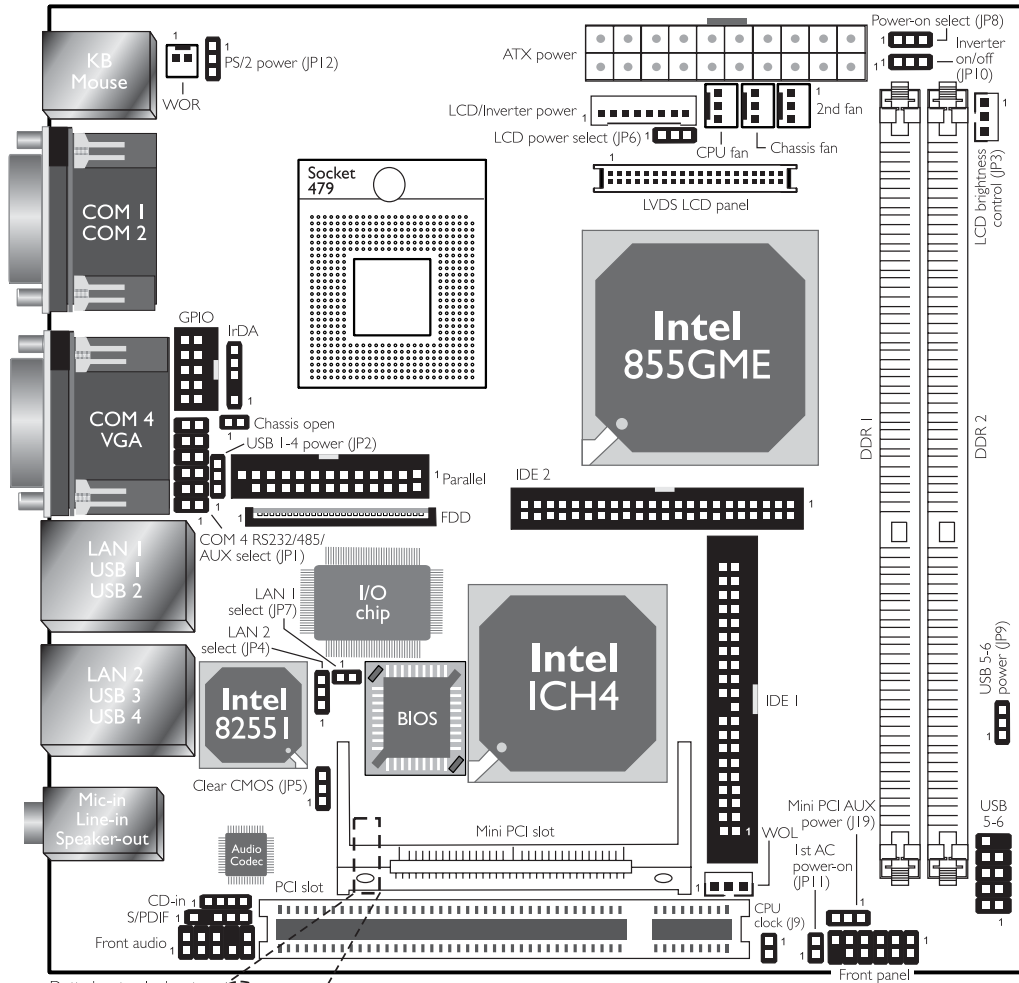 KB
Mouse
1
WOR
1
PS/2 power (JP12)
ATX power
Power-on select (JP8)
1
Inverter
on/off
(JP10)
1
LCD/Inverter power
1
1
1
1
2nd fan
LCD power select (JP6)
1
CPU fan
Chassis fan
1
LVDS LCD panel
1
LCD brightness
control (JP3)
COM 1
COM 2
Socket
479
Intel
855GME
DDR 1
DDR 2
GPIO
IrDA
1
1
COM 4
VGA
Chassis open
1
USB 1-4 power (JP2)
1
1
Parallel
1
FDD
1
COM 4 RS232/485/
AUX select (JP1)
IDE 2
1
LAN 1
USB 1
USB 2
I/O
chip
LAN 1
select (JP7)
LAN 2
select (JP4)
1
1
LAN 2
USB 3
USB 4
Intel
82551
BIOS
Intel
ICH4
IDE 1
1
USB 5-6
power (JP9)
1
Clear CMOS (JP5)
1
Mic-in
Line-in
Speaker-out
Audio
Codec
Mini PCI slot
PCI slot
WOL
1
Mini PCI AUX
power (J19)
1
1st AC
power-on
(JP11)
1
USB
5-6
1
CD-in
1
S/PDIF
1
Front audio
1
CPU
clock (J9)
1
1
Front panel